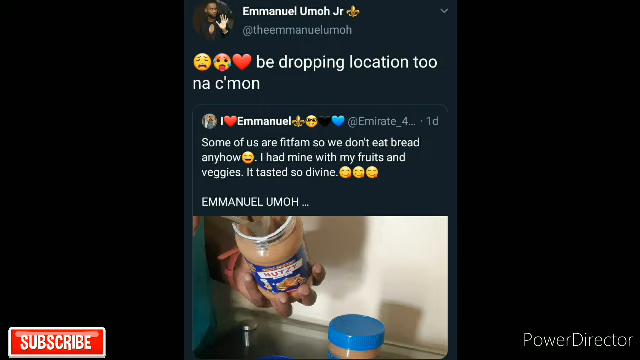 Emmanuel Umoh Jr ⚜️
@theemmanuelumoh
😩🥵❤️ be dropping location too
na c'mon
I❤️Emmanuel⚜️🥺🖤💙 @Emirate_4... · 1d
Some of us are fitfam so we don't eat bread
anyhow😅. I had mine with my fruits and
veggies. It tasted so divine.😋😋😋
EMMANUEL UMOH ...
SUBSCRIBE
PowerDirector